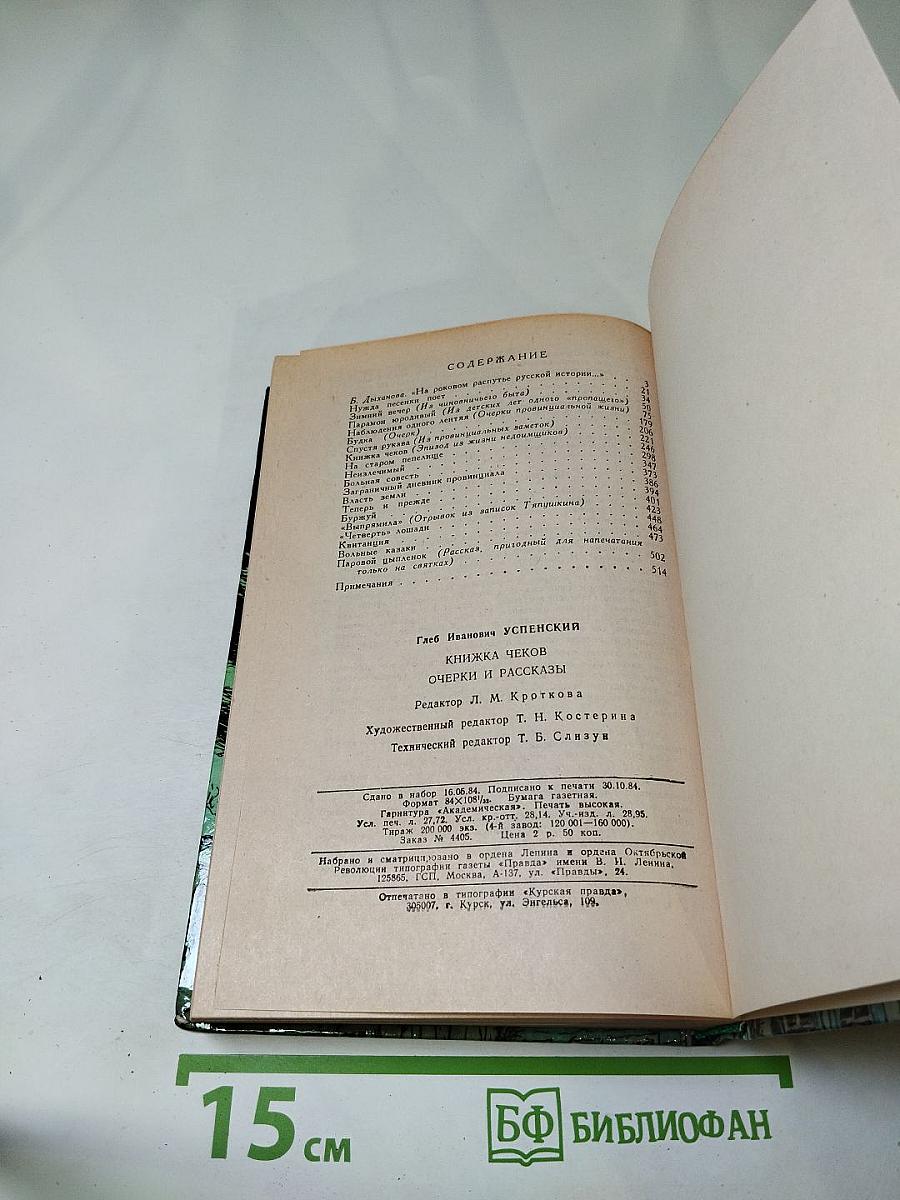 СОДЕРЖАНИЕ
Б. Дыханова. «На роковом распутье русской истории...» . . 3
Нужда песенки поет . . . . . . . . 21
Зимний вечер (Из чиновничьего быта) . . . . 34
Парамон юродивый (Из детских лет одного «пропащего») 50
Наблюдения одного лентяя (Очерки провинциальной жизни) 75
Будка (Очерк) . . . . . . . . 179
Спустя рукава (Из провинциальных заметок) . . . . 206
Книжка чеков (Эпизод из жизни недоимщиков) . . . . 221
На старом пепелище . . . . . . . . 246
Неизлечимый . . . . . . . . 298
Больная совесть . . . . . . . . 347
Заграничный дневник провинциала . . . . . . 373
Власть земли . . . . . . . . 386
Теперь и прежде . . . . . . . . 394
Буржуй . . . . . . . . 401
«Выпрямила» (Отрывок из записок Тяпушкина) . . . . 423
«Четверть» лошади . . . . . . . . 448
Квитанция . . . . . . . . 464
Вольные казаки . . . . . . . . 473
Паровой цыпленок (Рассказ, пригодный для напечатания
только на святках) . . . . . . . . 502
Примечания . . . . . . . . 514
Глеб Иванович УСПЕНСКИЙ
КНИЖКА ЧЕКОВ
ОЧЕРКИ И РАССКАЗЫ
Редактор Л. М. Кроткова
Художественный редактор Т. Н. Костерина
Технический редактор Т. Б. Слизун
Сдано в набор 16.05.84. Подписано к печати 30.10.84.
Формат 84×108¹/₃₂. Бумага газетная.
Гарнитура «Академическая». Печать высокая.
Усл. печ. л. 27,72. Усл. кр.-отт. 28,14. Уч.-изд. л. 28,95.
Тираж 200 000 экз. (4-й завод: 120 001—160 000).
Заказ № 4405. Цена 2 р. 50 коп.
Набрано и сматрицировано в ордена Ленина и ордена Октябрьской
Революции типографии газеты «Правда» имени В. И. Ленина,
125865, ГСП, Москва, А-137, ул. «Правды», 24.
Отпечатано в типографии «Курская правда»,
305007, г. Курск, ул. Энгельса, 109.
15 см
БФ БИБЛИОФАН